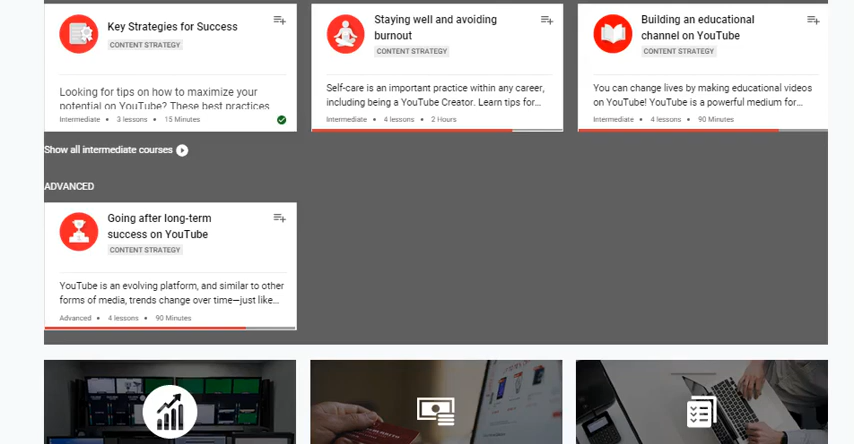 Key Strategies for Success
CONTENT STRATEGY
Looking for tips on how to maximize your
potential on YouTube? These best practices
Intermediate • 3 lessons • 15 Minutes
Staying well and avoiding
burnout
CONTENT STRATEGY
Self-care is an important practice within any career,
including being a YouTube Creator. Learn tips for...
Intermediate • 4 lessons • 2 Hours
Building an educational
channel on YouTube
CONTENT STRATEGY
You can change lives by making educational videos
on YouTube! YouTube is a powerful medium for...
Intermediate • 4 lessons • 90 Minutes
Show all intermediate courses
ADVANCED
Going after long-term
success on YouTube
CONTENT STRATEGY
YouTube is an evolving platform, and similar to other
forms of media, trends change over time—just like...
Advanced • 4 lessons • 90 Minutes